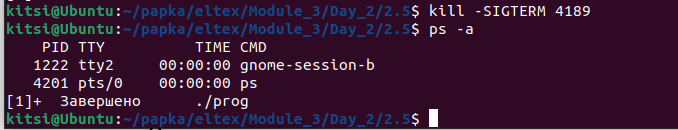 kitsi@Ubuntu:~/papka/eltex/Module_3/Day_2/2.5$ kill -SIGTERM 4189
kitsi@Ubuntu:~/papka/eltex/Module_3/Day_2/2.5$ ps -a
    PID TTY          TIME CMD
   1222 tty2     00:00:00 gnome-session-b
   4201 pts/0    00:00:00 ps
[1]+  Завершено      ./prog
kitsi@Ubuntu:~/papka/eltex/Module_3/Day_2/2.5$